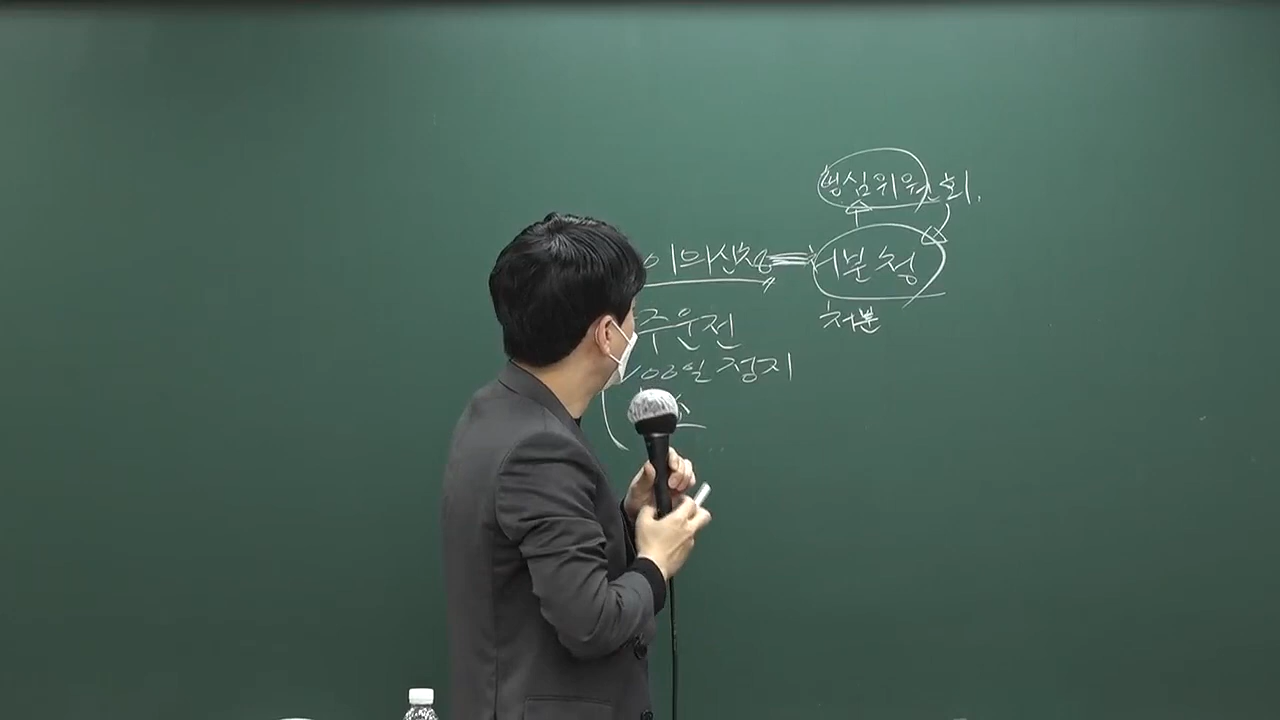 행심위원회.
이의신청 처분청
주운전 처분
100일 정지